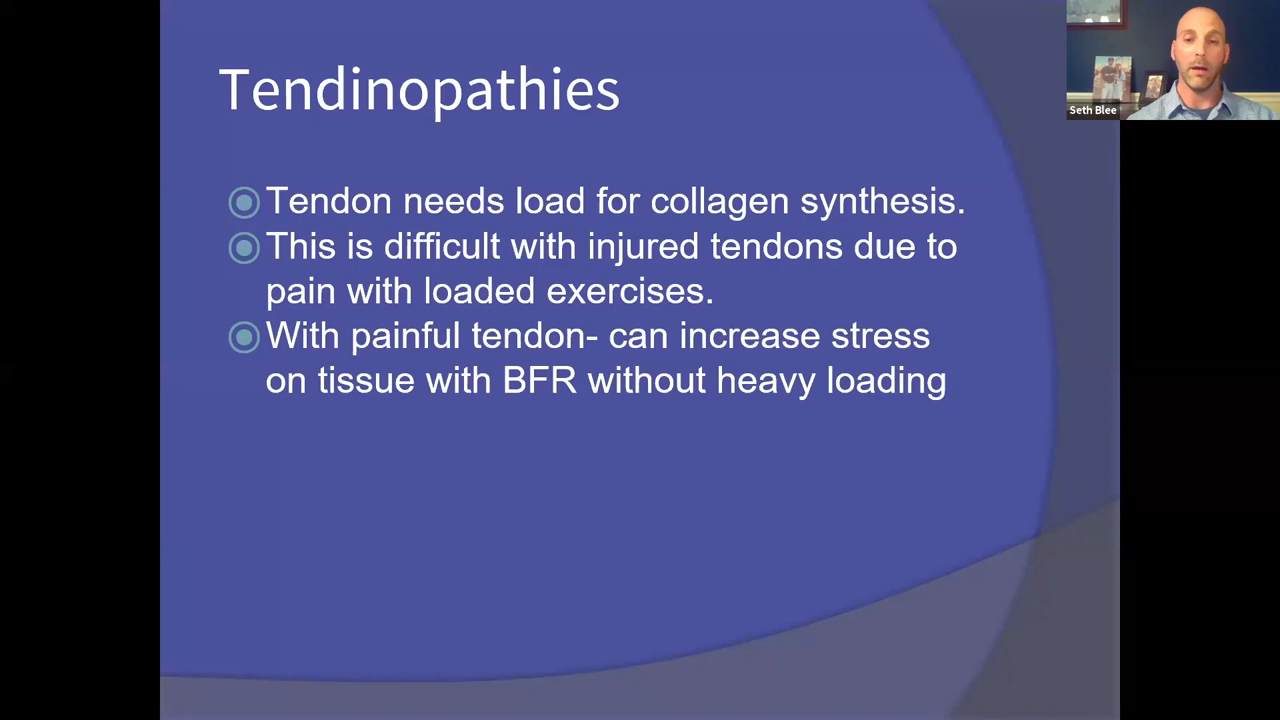 Tendinopathies
Tendon needs load for collagen synthesis.
This is difficult with injured tendons due to
pain with loaded exercises.
With painful tendon- can increase stress
on tissue with BFR without heavy loading
Seth Blee